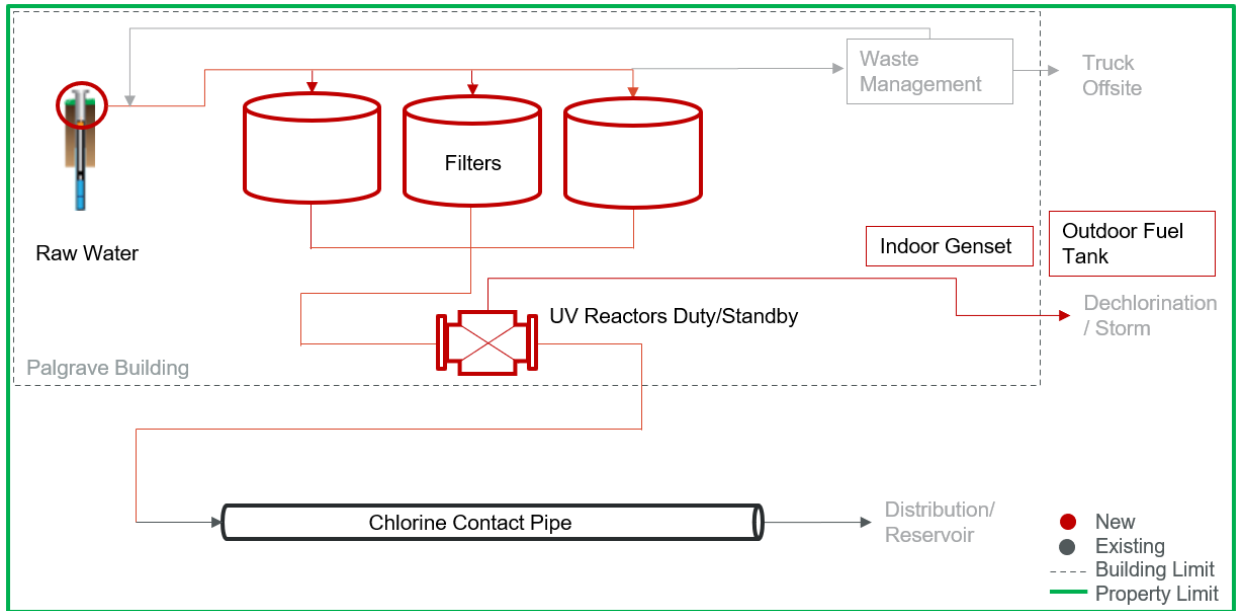 Waste
Management
Truck
Offsite
Filters
Raw Water
Indoor Genset
Outdoor Fuel
Tank
UV Reactors Duty/Standby
Dechlorination
/ Storm
Palgrave Building
Chlorine Contact Pipe
Distribution/
Reservoir
New
Existing
Building Limit
Property Limit